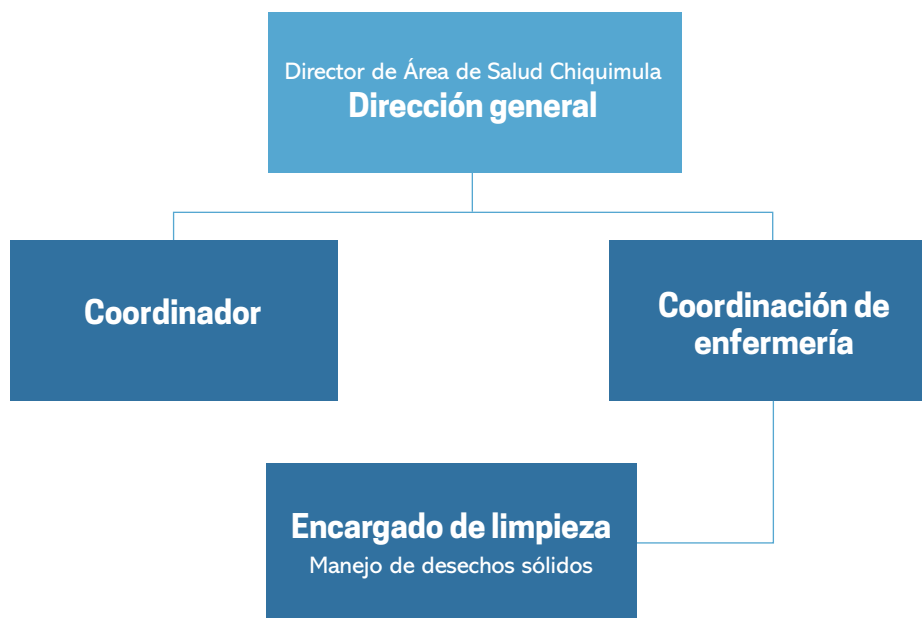 Director de Área de Salud Chiquimula
Dirección general
Coordinador
Coordinación de
enfermería
Encargado de limpieza
Manejo de desechos sólidos